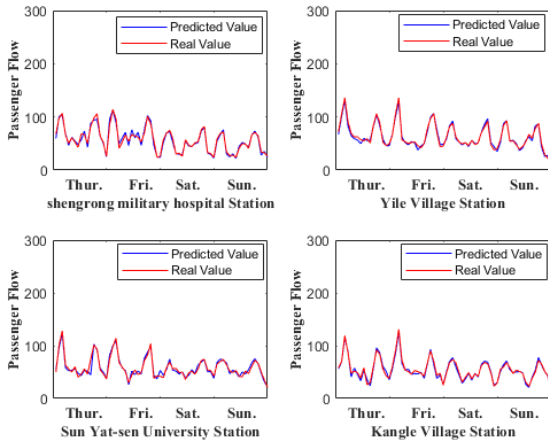 300
200
100
0
Passenger Flow
Predicted Value
Real Value
Thur. Fri. Sat. Sun.
shengrong military hospital Station
300
200
100
0
Passenger Flow
Predicted Value
Real Value
Thur. Fri. Sat. Sun.
Yile Village Station
300
200
100
0
Passenger Flow
Predicted Value
Real Value
Thur. Fri. Sat. Sun.
Sun Yat-sen University Station
300
200
100
0
Passenger Flow
Predicted Value
Real Value
Thur. Fri. Sat. Sun.
Kangle Village Station